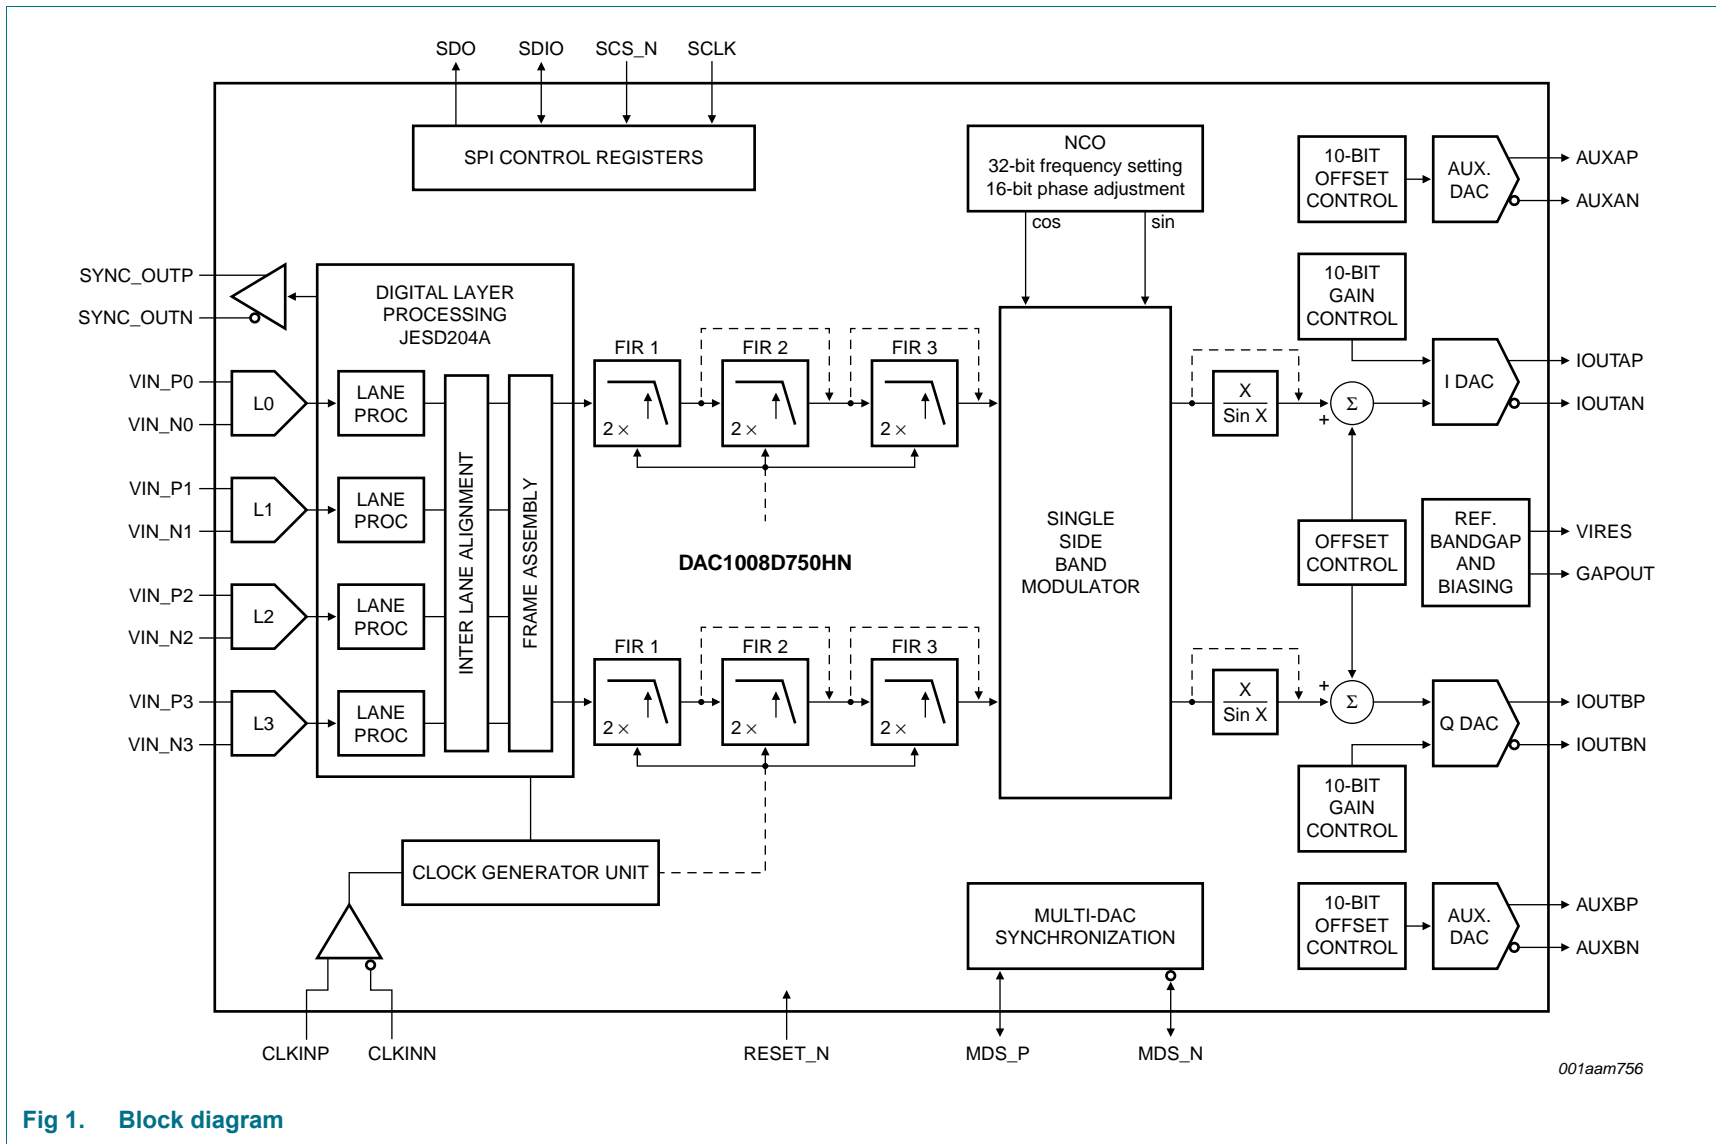 SDO
SDIO
SCS_N
SCLK
SPI CONTROL REGISTERS
NCO
32-bit frequency setting
16-bit phase adjustment
cos
sin
10-BIT
OFFSET
CONTROL
AUX.
DAC
AUXAP
AUXAN
SYNC_OUTP
SYNC_OUTN
DIGITAL LAYER
PROCESSING
JESD204A
10-BIT
GAIN
CONTROL
VIN_P0
VIN_N0
L0
LANE
PROC
FIR 1
2 ×
FIR 2
2 ×
FIR 3
2 ×
X
Sin X
+
Σ
I DAC
IOUTAP
IOUTAN
VIN_P1
VIN_N1
L1
LANE
PROC
INTER LANE ALIGNMENT
FRAME ASSEMBLY
DAC1008D750HN
SINGLE
SIDE
BAND
MODULATOR
OFFSET
CONTROL
REF.
BANDGAP
AND
BIASING
VIRES
GAPOUT
VIN_P2
VIN_N2
L2
LANE
PROC
VIN_P3
VIN_N3
L3
LANE
PROC
FIR 1
2 ×
FIR 2
2 ×
FIR 3
2 ×
X
Sin X
+
Σ
Q DAC
IOUTBP
IOUTBN
10-BIT
GAIN
CONTROL
CLOCK GENERATOR UNIT
MULTI-DAC
SYNCHRONIZATION
10-BIT
OFFSET
CONTROL
AUX.
DAC
AUXBP
AUXBN
CLKINP
CLKINN
RESET_N
MDS_P
MDS_N
001aam756
Fig 1. Block diagram